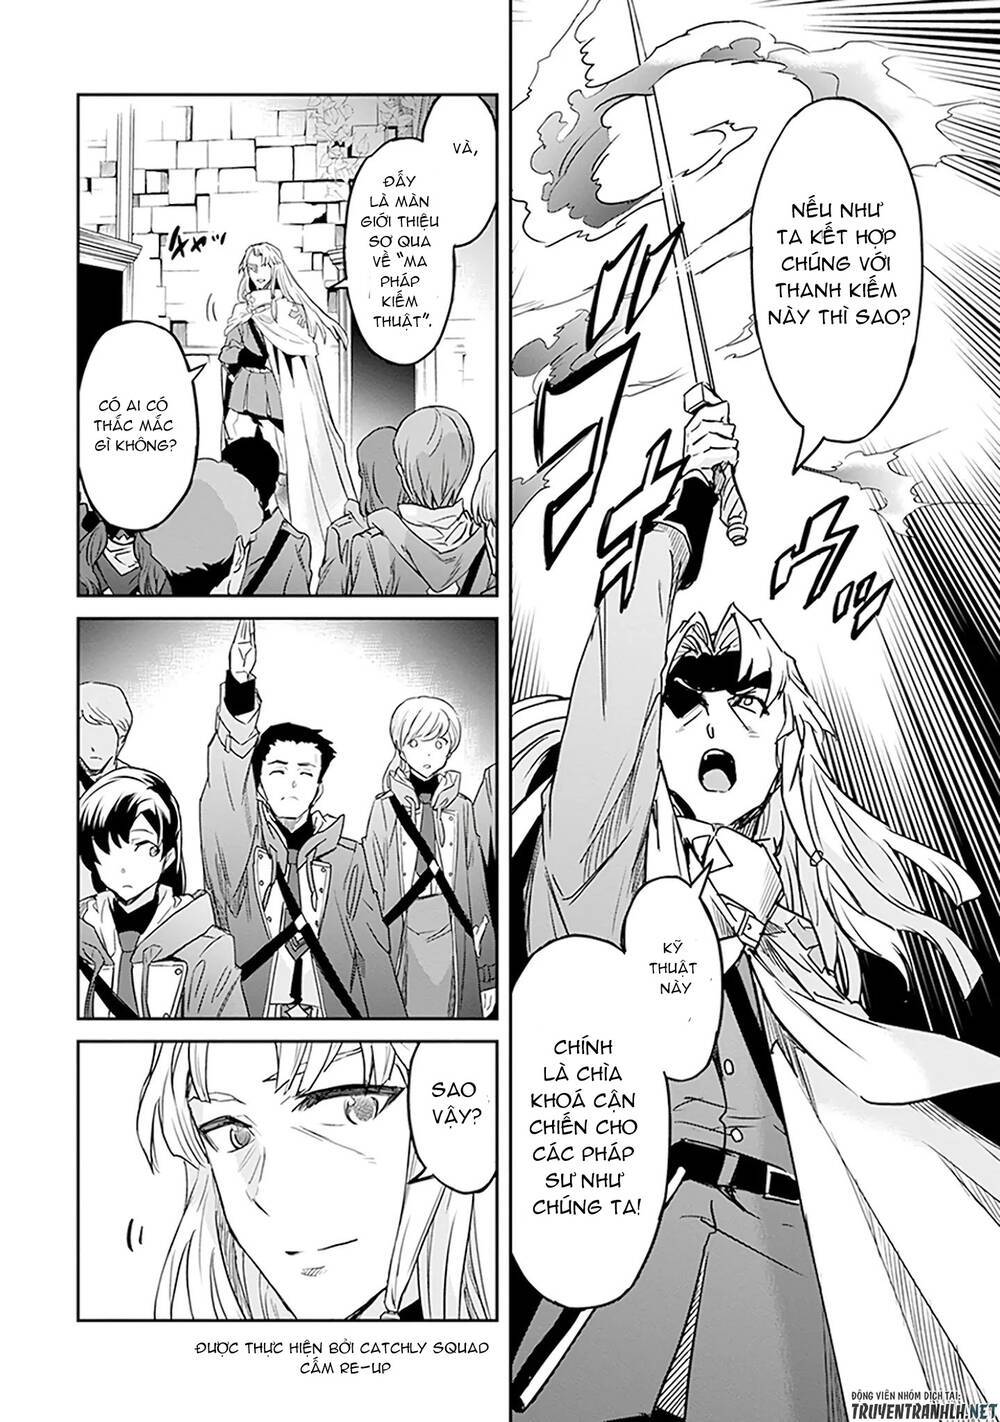 NẾU NHƯ
TA KẾT HỢP
CHÚNG VỚI
THANH KIẾM
NÀY THÌ SAO?
KỸ
THUẬT
NÀY
CHÍNH
LÀ CHÌA
KHOÁ CẬN
CHIẾN CHO
CÁC PHÁP
SƯ NHƯ
CHÚNG TA!
VÀ,
ĐẤY
LÀ MÀN
GIỚI THIỆU
SƠ QUA
VỀ "MA
PHÁP
KIẾM
THUẬT".
CÓ AI CÓ
THẮC MẮC
GÌ KHÔNG?
SAO
VẬY?
ĐƯỢC THỰC HIỆN BỞI CATCHLY SQUAD
CẤM RE-UP
ĐỘNG VIÊN NHÓM DỊCH TẠI:
TRUYENTRANHLH.NET